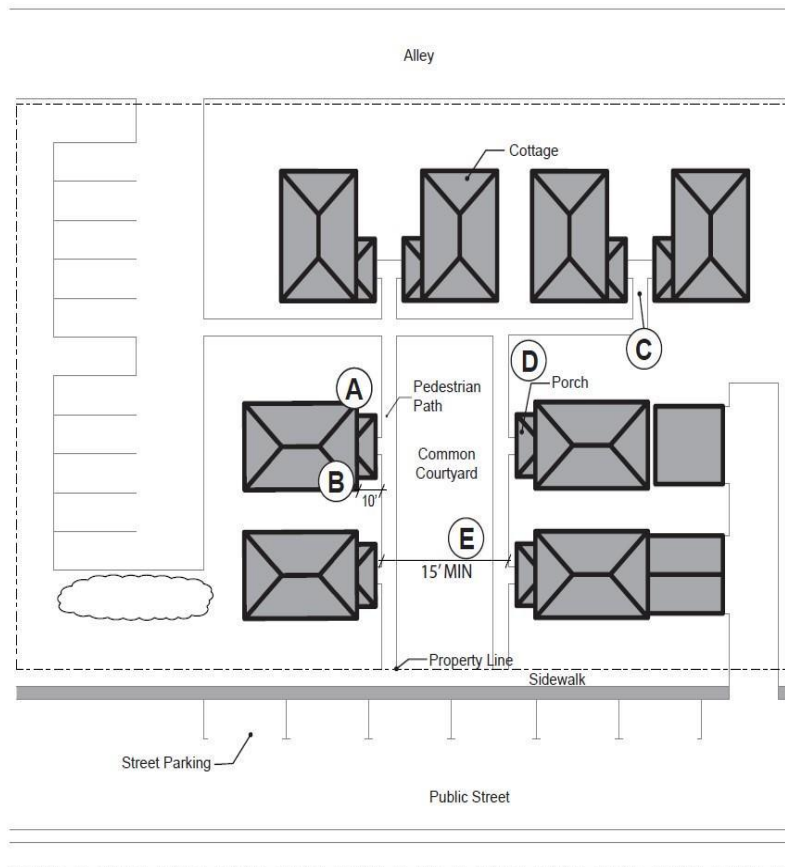 Alley
Cottage
C
D
A
Porch
Pedestrian
Path
Common
Courtyard
B
10'
E
15' MIN
Property Line
Sidewalk
Street Parking
Public Street